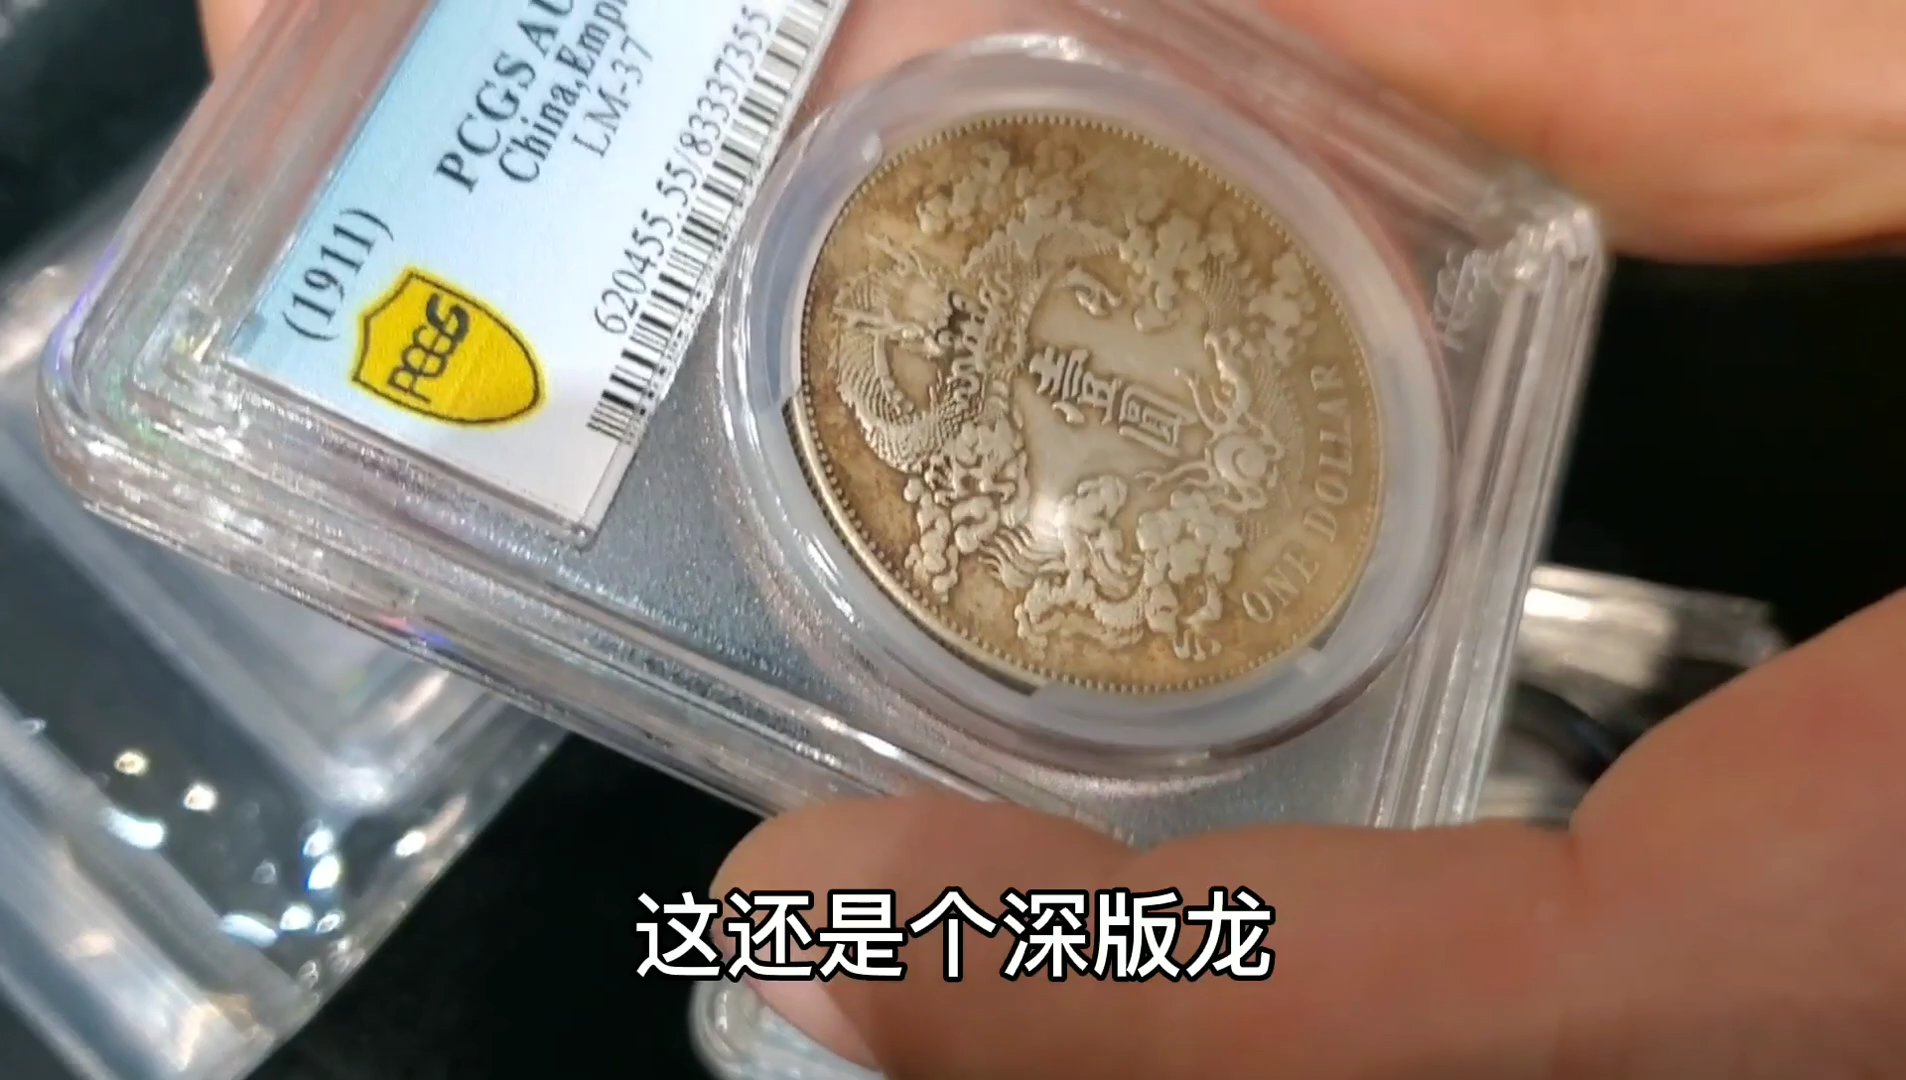 (1911)
PCGS AU
China,Empi
LM-37
620455.55/83337355
PCGS
壹圓
ONE DOLLAR
这还是个深版龙